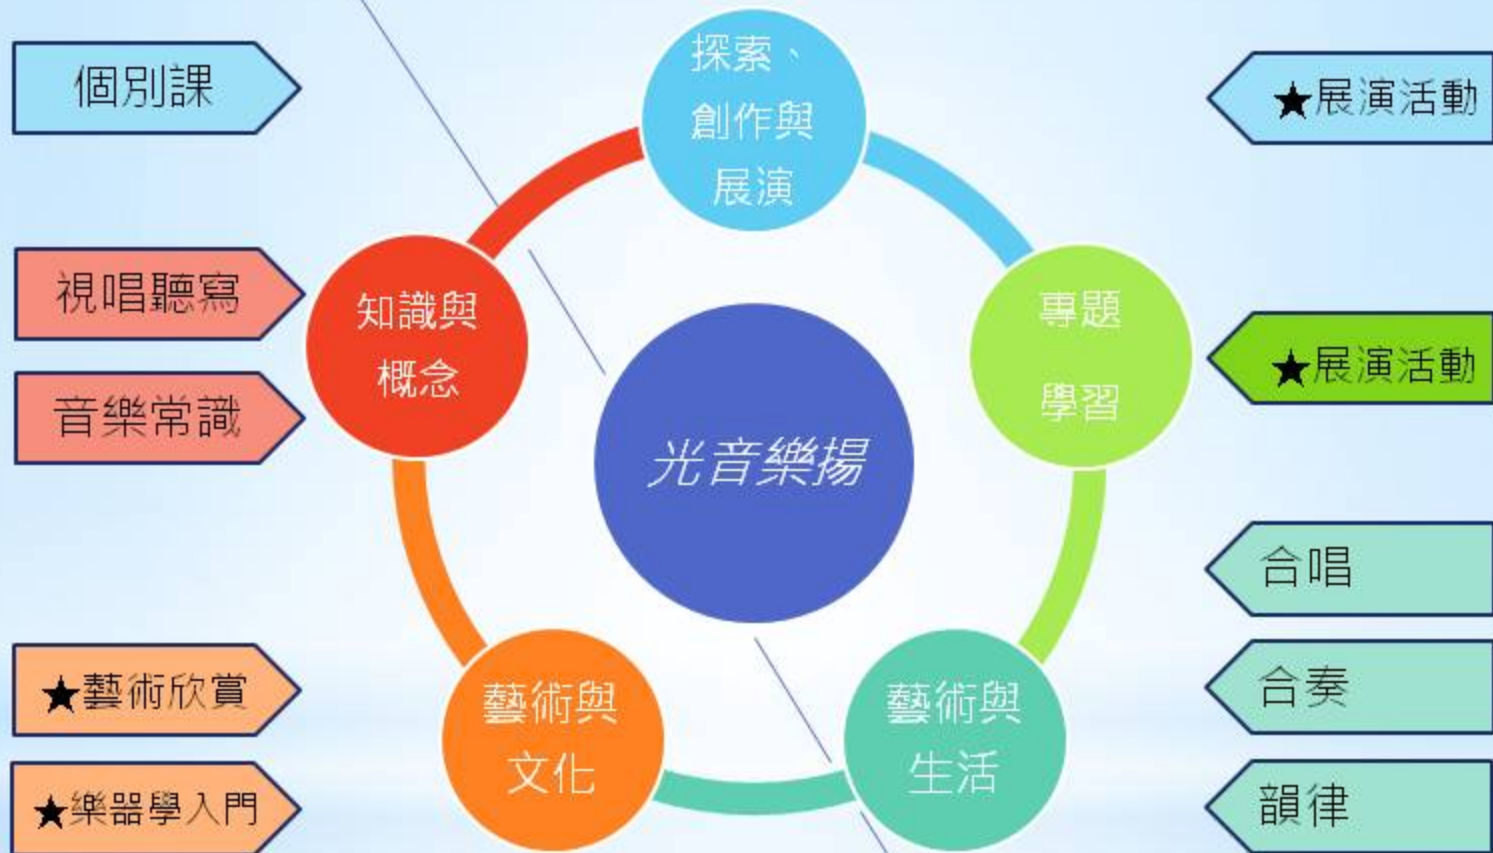 個別課
視唱聽寫
音樂常識
★藝術欣賞
★樂器學入門
探索、
創作與
展演
知識與
概念
專題
學習
光音樂揚
藝術與
文化
藝術與
生活
★展演活動
★展演活動
合唱
合奏
韻律